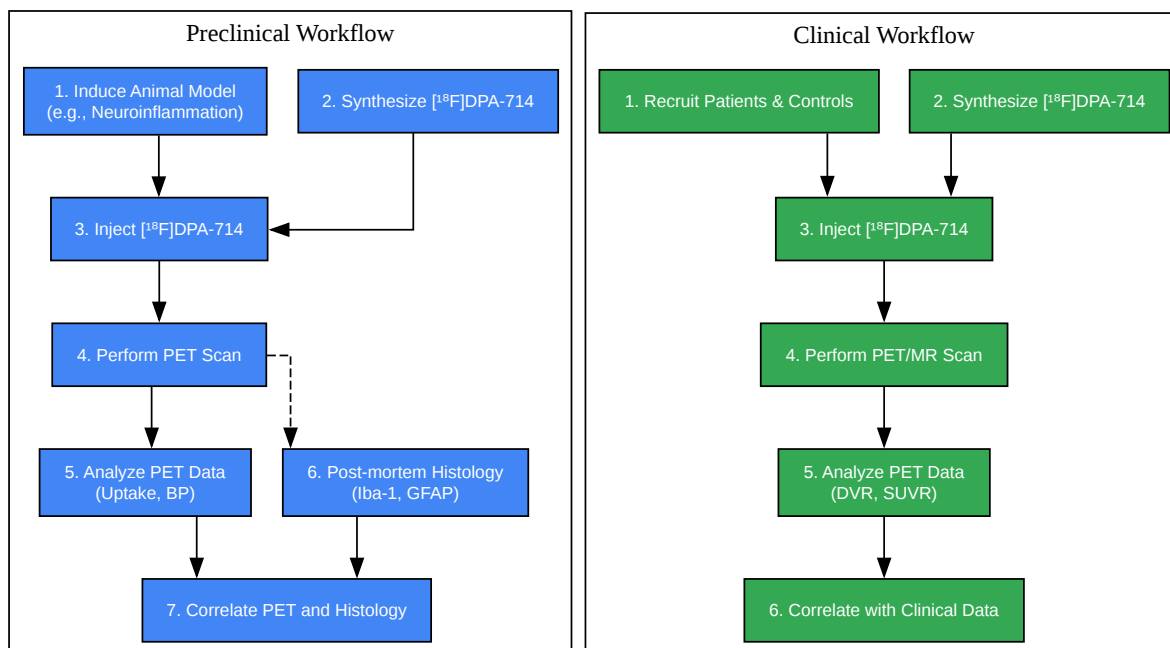 Preclinical Workflow
1. Induce Animal Model
(e.g., Neuroinflammation)
2. Synthesize [¹⁸F]DPA-714
3. Inject [¹⁸F]DPA-714
4. Perform PET Scan
5. Analyze PET Data
(Uptake, BP)
6. Post-mortem Histology
(Iba-1, GFAP)
7. Correlate PET and Histology
Clinical Workflow
1. Recruit Patients & Controls
2. Synthesize [¹⁸F]DPA-714
3. Inject [¹⁸F]DPA-714
4. Perform PET/MR Scan
5. Analyze PET Data
(DVR, SUVR)
6. Correlate with Clinical Data